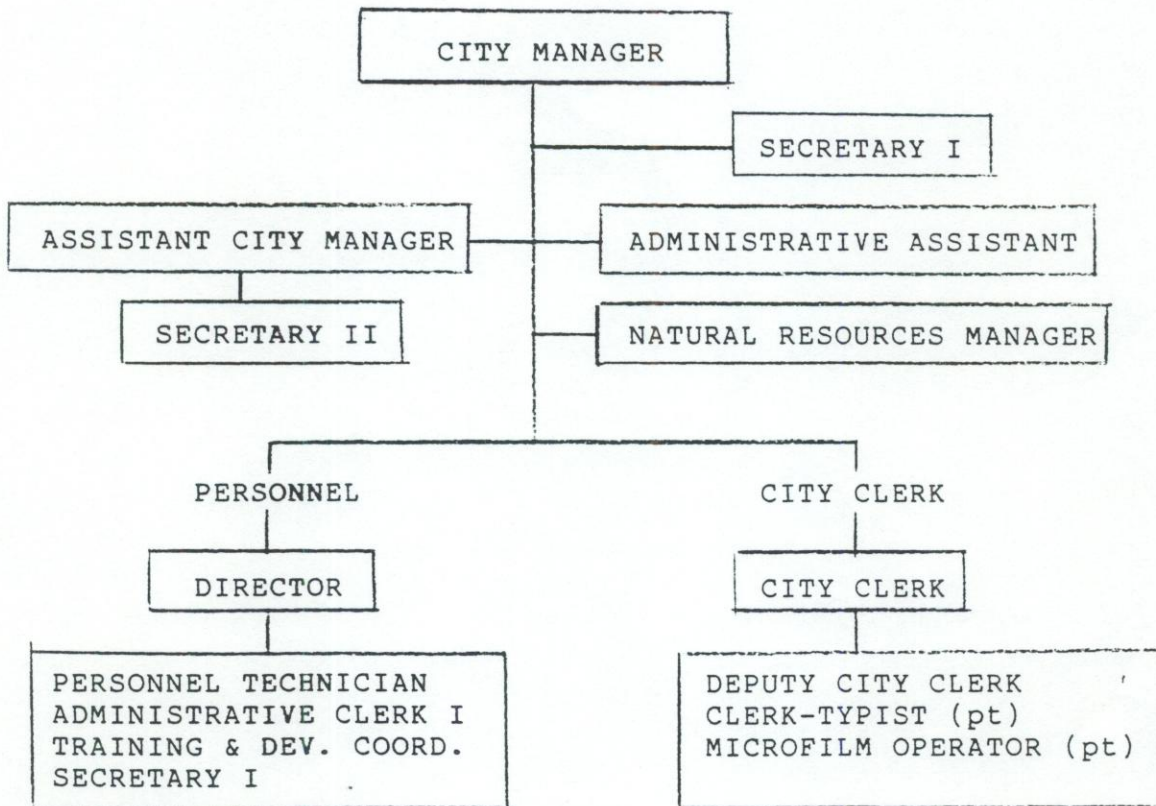 CITY MANAGER
SECRETARY I
ASSISTANT CITY MANAGER
ADMINISTRATIVE ASSISTANT
SECRETARY II
NATURAL RESOURCES MANAGER
PERSONNEL
CITY CLERK
DIRECTOR
CITY CLERK
PERSONNEL TECHNICIAN
ADMINISTRATIVE CLERK I
TRAINING & DEV. COORD.
SECRETARY I
DEPUTY CITY CLERK
CLERK-TYPIST (pt)
MICROFILM OPERATOR (pt)